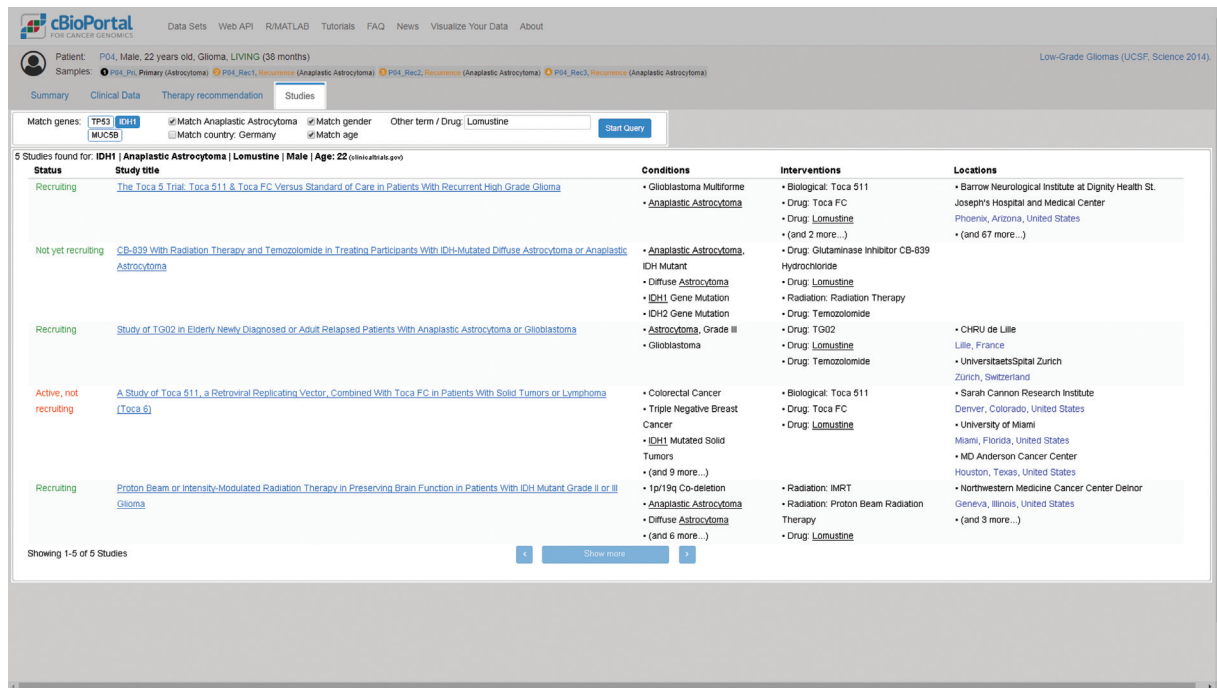 cBioPortal
FOR CANCER GENOMICS
Data Sets Web API R/MATLAB Tutorials FAQ News Visualize Your Data About
Patient: P04, Male, 22 years old, Glioma, LIVING (38 months)
Low-Grade Gliomas (UCSF, Science 2014).
Samples: 1 P04_Pri, Primary (Astrocytoma) 2 P04_Rec1, Recurrence (Anaplastic Astrocytoma) 3 P04_Rec2, Recurrence (Anaplastic Astrocytoma) 4 P04_Rec3, Recurrence (Anaplastic Astrocytoma)
Summary Clinical Data Therapy recommendation Studies
Match genes: TP53 IDH1 Match Anaplastic Astrocytoma Match gender Other term / Drug: Lomustine
MUC5B Match country: Germany Match age
Start Query
5 Studies found for: IDH1 | Anaplastic Astrocytoma | Lomustine | Male | Age: 22 (clinicaltrials.gov)
Status Study title Conditions Interventions Locations
Recruiting
The Toca 5 Trial: Toca 511 & Toca FC Versus Standard of Care in Patients With Recurrent High Grade Glioma
• Glioblastoma Multiforme
• Anaplastic Astrocytoma
• Biological: Toca 511
• Drug: Toca FC
• Drug: Lomustine
• (and 2 more...)
• Barrow Neurological Institute at Dignity Health St.
Joseph's Hospital and Medical Center
Phoenix, Arizona, United States
• (and 67 more...)
Not yet recruiting
CB-839 With Radiation Therapy and Temozolomide in Treating Participants With IDH-Mutated Diffuse Astrocytoma or Anaplastic
Astrocytoma
• Anaplastic Astrocytoma,
IDH Mutant
• Diffuse Astrocytoma
• IDH1 Gene Mutation
• IDH2 Gene Mutation
• Drug: Glutaminase Inhibitor CB-839
Hydrochloride
• Drug: Lomustine
• Radiation: Radiation Therapy
• Drug: Temozolomide
Recruiting
Study of TG02 in Elderly Newly Diagnosed or Adult Relapsed Patients With Anaplastic Astrocytoma or Glioblastoma
• Astrocytoma, Grade III
• Glioblastoma
• Drug: TG02
• Drug: Lomustine
• Drug: Temozolomide
• CHRU de Lille
Lille, France
• UniversitaetsSpital Zurich
Zürich, Switzerland
Active, not
recruiting
A Study of Toca 511, a Retroviral Replicating Vector, Combined With Toca FC in Patients With Solid Tumors or Lymphoma
(Toca 6)
• Colorectal Cancer
• Triple Negative Breast
Cancer
• IDH1 Mutated Solid
Tumors
• (and 9 more...)
• Biological: Toca 511
• Drug: Toca FC
• Drug: Lomustine
• Sarah Cannon Research Institute
Denver, Colorado, United States
• University of Miami
Miami, Florida, United States
• MD Anderson Cancer Center
Houston, Texas, United States
Recruiting
Proton Beam or Intensity-Modulated Radiation Therapy in Preserving Brain Function in Patients With IDH Mutant Grade II or III
Glioma
• 1p/19q Co-deletion
• Anaplastic Astrocytoma
• Diffuse Astrocytoma
• (and 6 more...)
• Radiation: IMRT
• Radiation: Proton Beam Radiation
Therapy
• Drug: Lomustine
• Northwestern Medicine Cancer Center Delnor
Geneva, Illinois, United States
• (and 3 more...)
Showing 1-5 of 5 Studies
‹ Show more ›